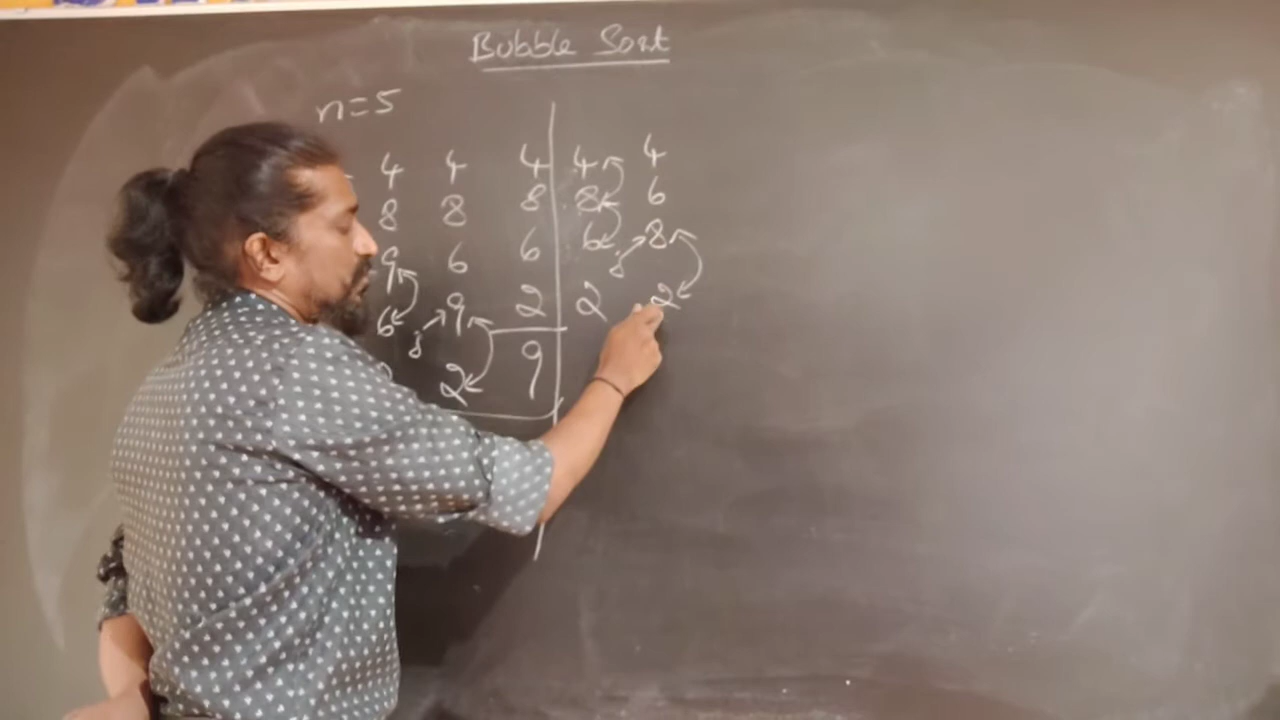 Bubble Sort
n=5
4 4 4 4 4
8 8 8 8 6
9 6 6 6 8
j
6 9 2 2 2
j
2 9